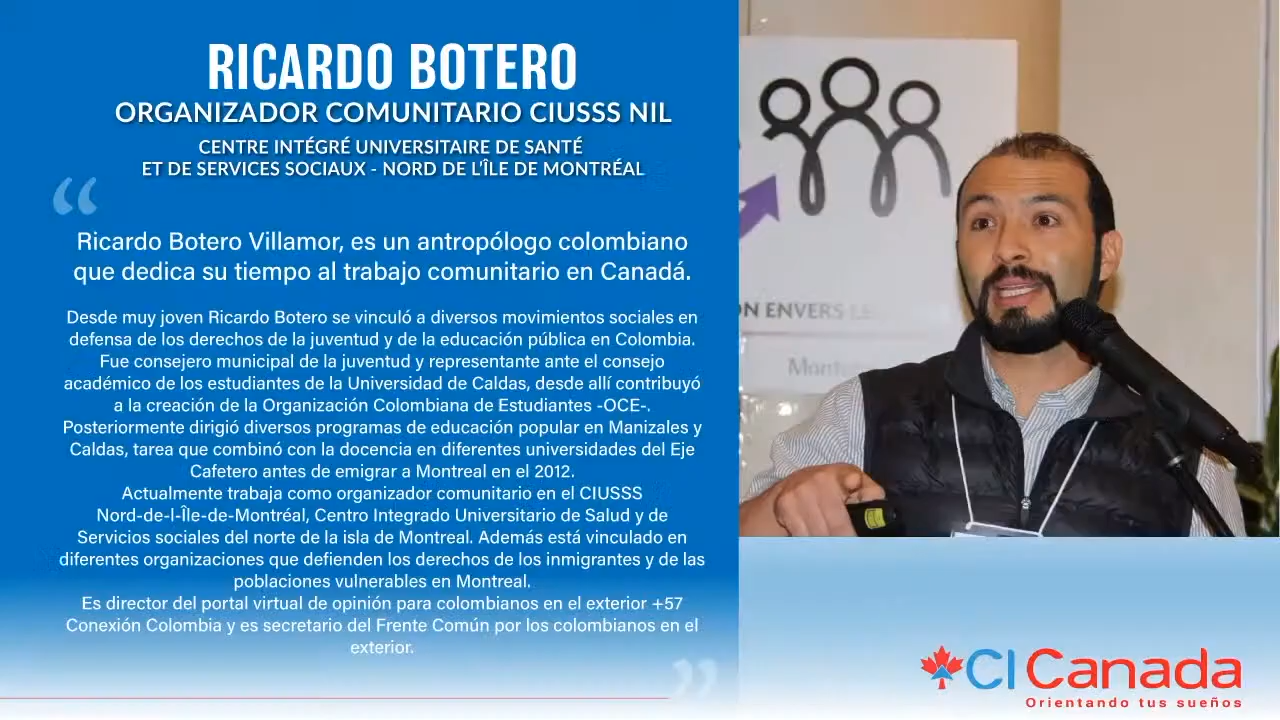 RICARDO BOTERO
ORGANIZADOR COMUNITARIO CIUSSS NIL
CENTRE INTÉGRÉ UNIVERSITAIRE DE SANTÉ
ET DE SERVICES SOCIAUX - NORD DE L'ÎLE DE MONTRÉAL
“
Ricardo Botero Villamor, es un antropólogo colombiano
que dedica su tiempo al trabajo comunitario en Canadá.
Desde muy joven Ricardo Botero se vinculó a diversos movimientos sociales en
defensa de los derechos de la juventud y de la educación pública en Colombia.
Fue consejero municipal de la juventud y representante ante el consejo
académico de los estudiantes de la Universidad de Caldas, desde allí contribuyó
a la creación de la Organización Colombiana de Estudiantes -OCE-.
Posteriormente dirigió diversos programas de educación popular en Manizales y
Caldas, tarea que combinó con la docencia en diferentes universidades del Eje
Cafetero antes de emigrar a Montreal en el 2012.
Actualmente trabaja como organizador comunitario en el CIUSSS
Nord-de-l-Île-de-Montréal, Centro Integrado Universitario de Salud y de
Servicios sociales del norte de la isla de Montreal. Además está vinculado en
diferentes organizaciones que defienden los derechos de los inmigrantes y de las
poblaciones vulnerables en Montreal.
Es director del portal virtual de opinión para colombianos en el exterior +57
Conexión Colombia y es secretario del Frente Común por los colombianos en el
exterior.
”
ENVERS
CI Canada
Orientando tus sueños